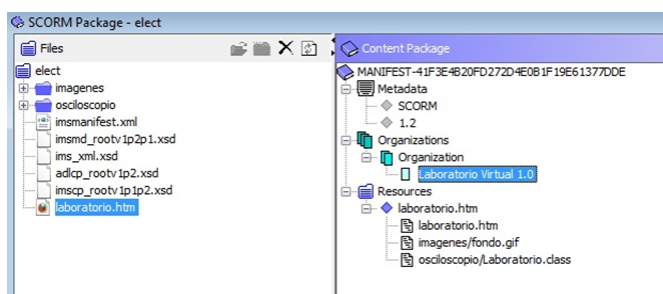 SCORM Package - elect
Files
elect
imagenes
osciloscopio
imsmanifest.xml
imsmd_rootv1p2p1.xsd
ims_xml.xsd
adlcp_rootv1p2.xsd
imscp_rootv1p1p2.xsd
laboratorio.htm
Content Package
MANIFEST-41F3E4B20FD272D4E0B1F19E61377DDE
Metadata
SCORM
1.2
Organizations
Organization
Laboratorio Virtual 1.0
Resources
laboratorio.htm
laboratorio.htm
imagenes/fondo.gif
osciloscopio/Laboratorio.class